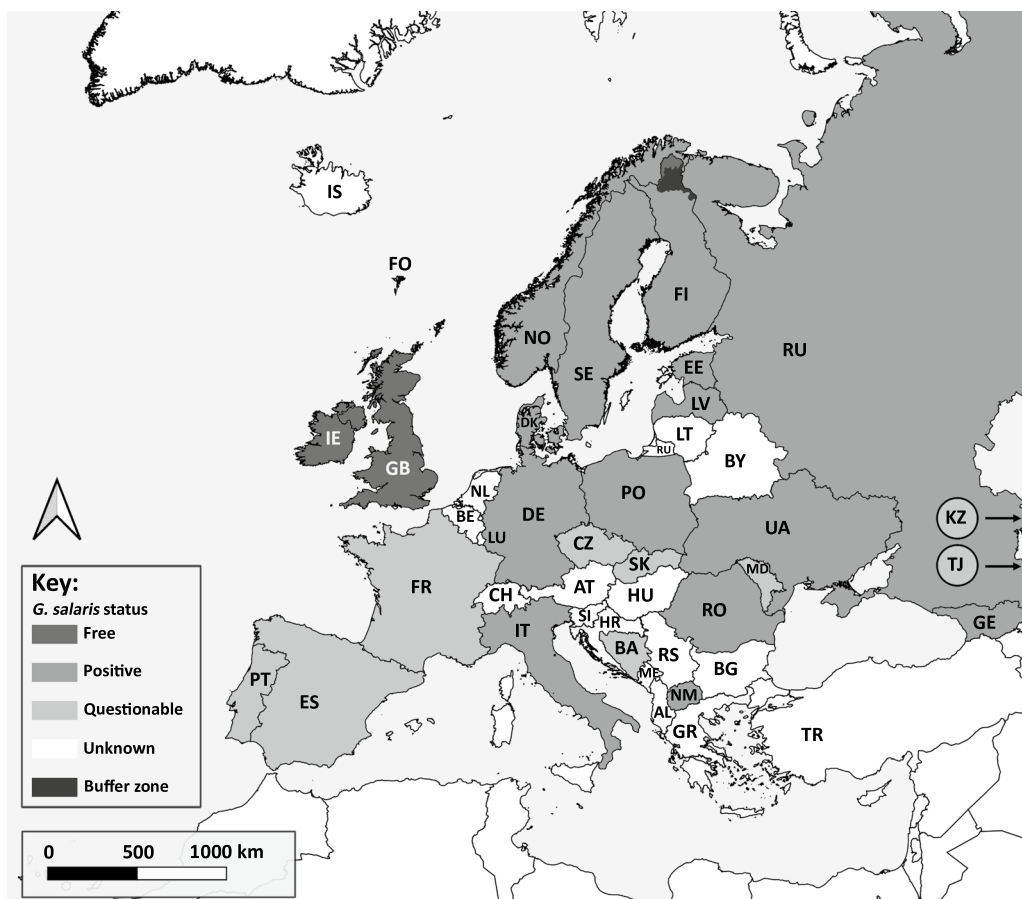 IS
FO
FI
NO
RU
SE
EE
LV
DK
LT
RU
IE
BY
GB
NL
PO
BE
DE
KZ
UA
LU
CZ
SK
TJ
MD
FR
CH
AT
HU
RO
SI
HR
GE
IT
BA
RS
BG
ME
PT
NM
ES
AL
GR
TR
Key:
G. salaris status
Free
Positive
Questionable
Unknown
Buffer zone
0 500 1000 km